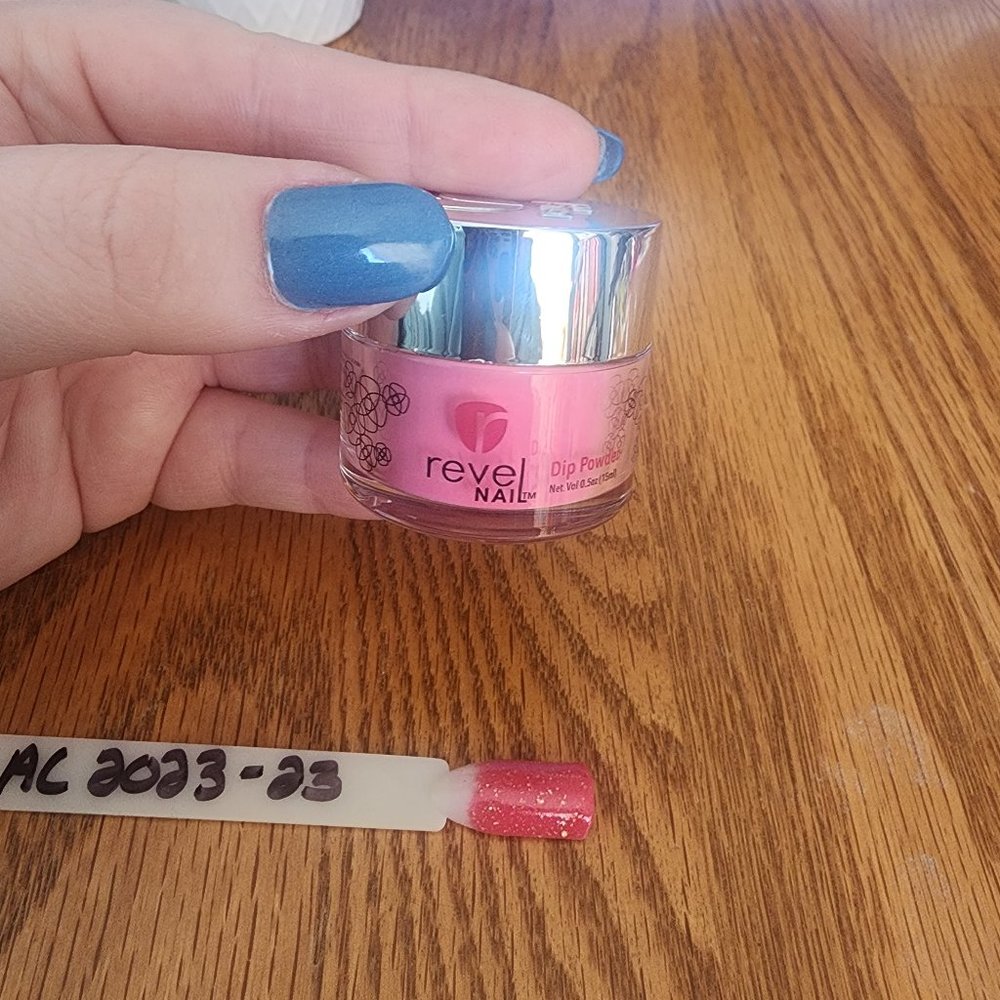 r
revel
NAIL™
Dip Powder
Net. Vol 0.5oz (15ml)
AC 2023-23